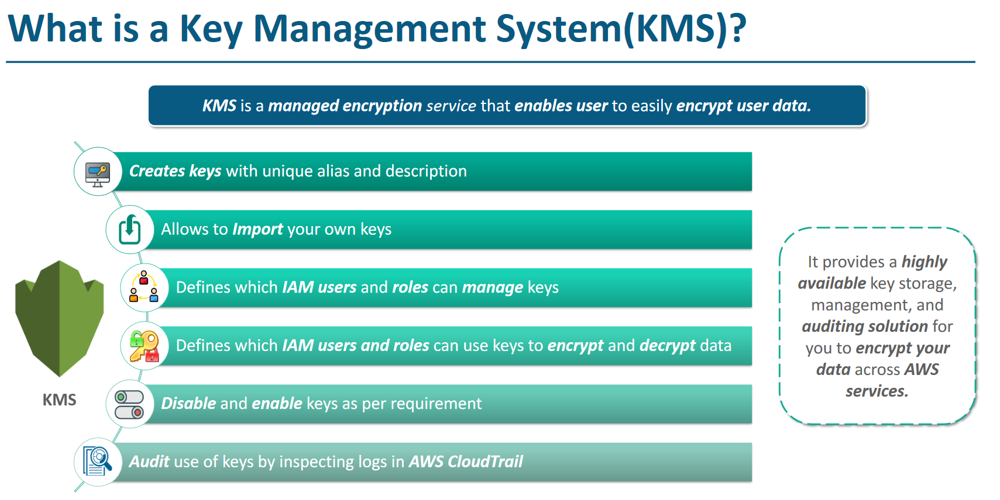 What is a Key Management System(KMS)?
KMS is a managed encryption service that enables user to easily encrypt user data.
Creates keys with unique alias and description
Allows to Import your own keys
Defines which IAM users and roles can manage keys
Defines which IAM users and roles can use keys to encrypt and decrypt data
Disable and enable keys as per requirement
Audit use of keys by inspecting logs in AWS CloudTrail
KMS
It provides a highly
available key storage,
management, and
auditing solution for
you to encrypt your
data across AWS
services.